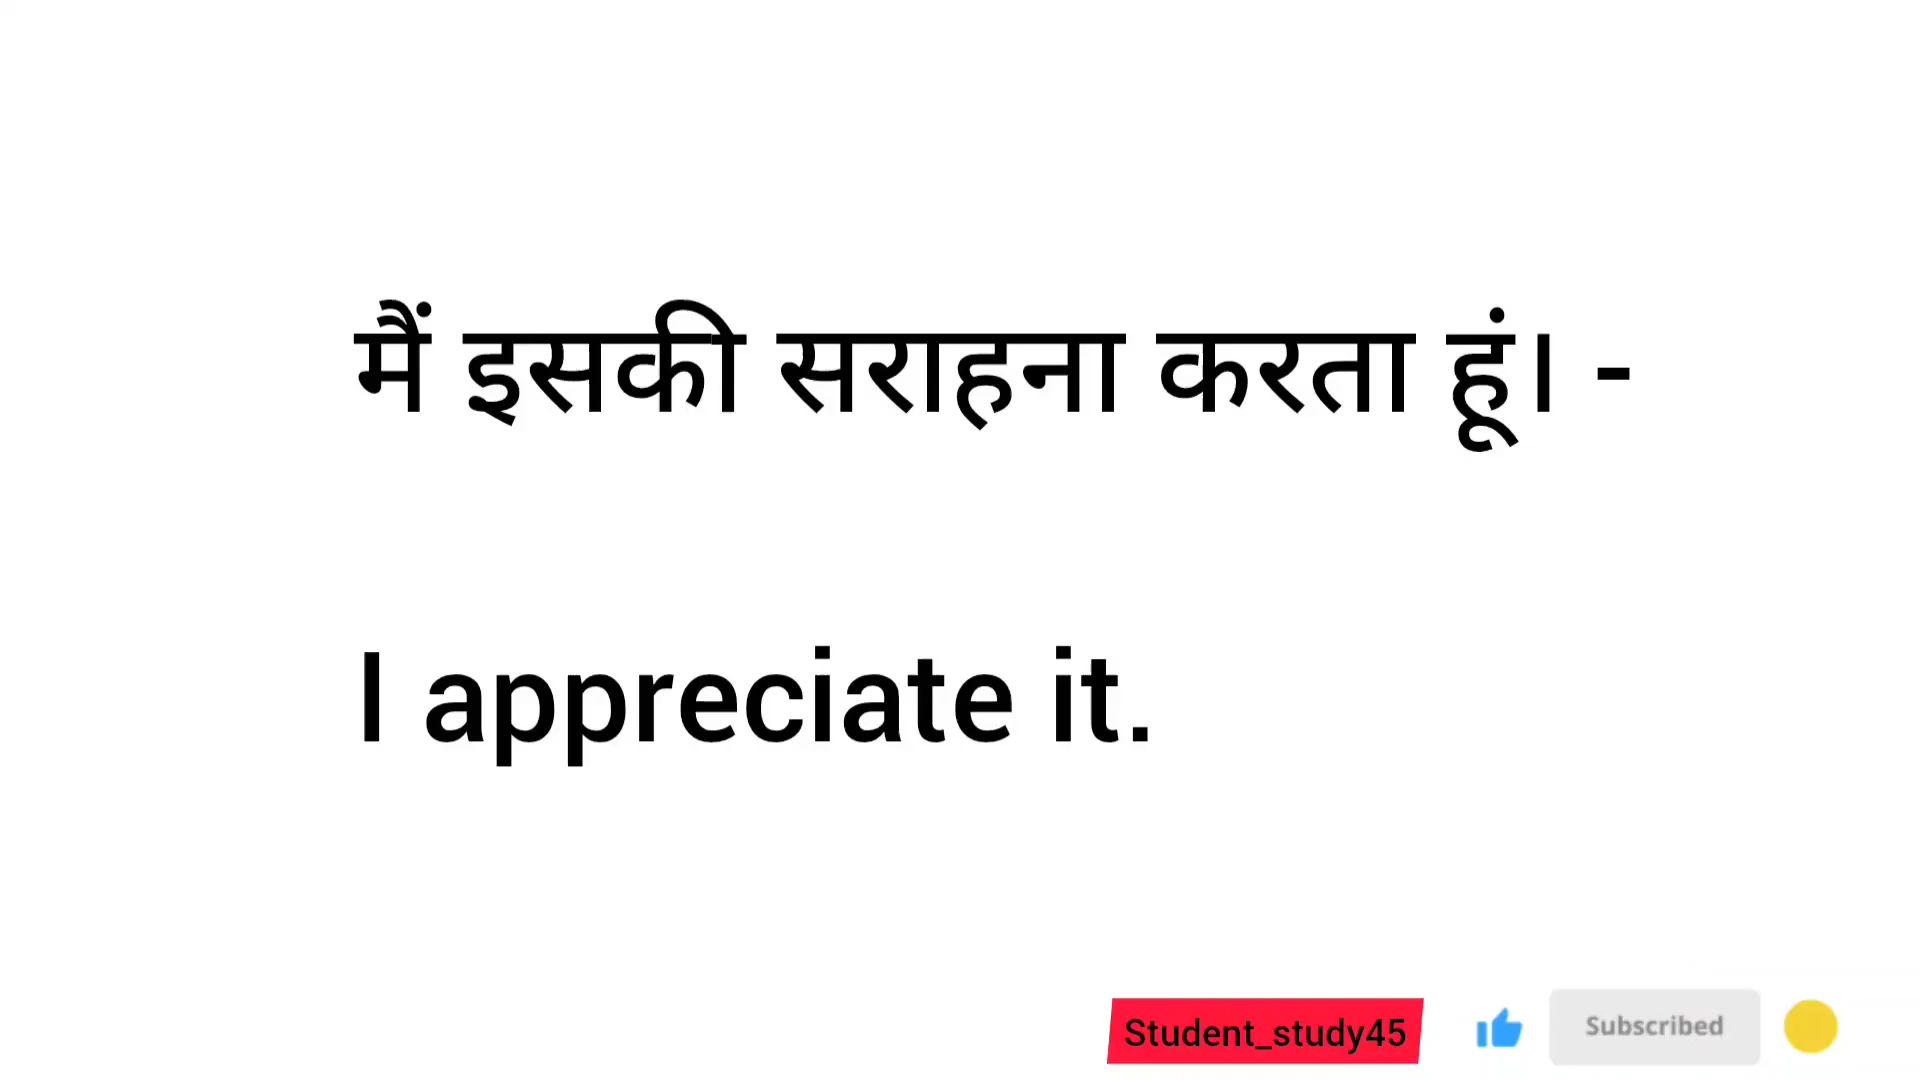 मैं इसकी सराहना करता हूं। -
I appreciate it.
Student_study45
Subscribed